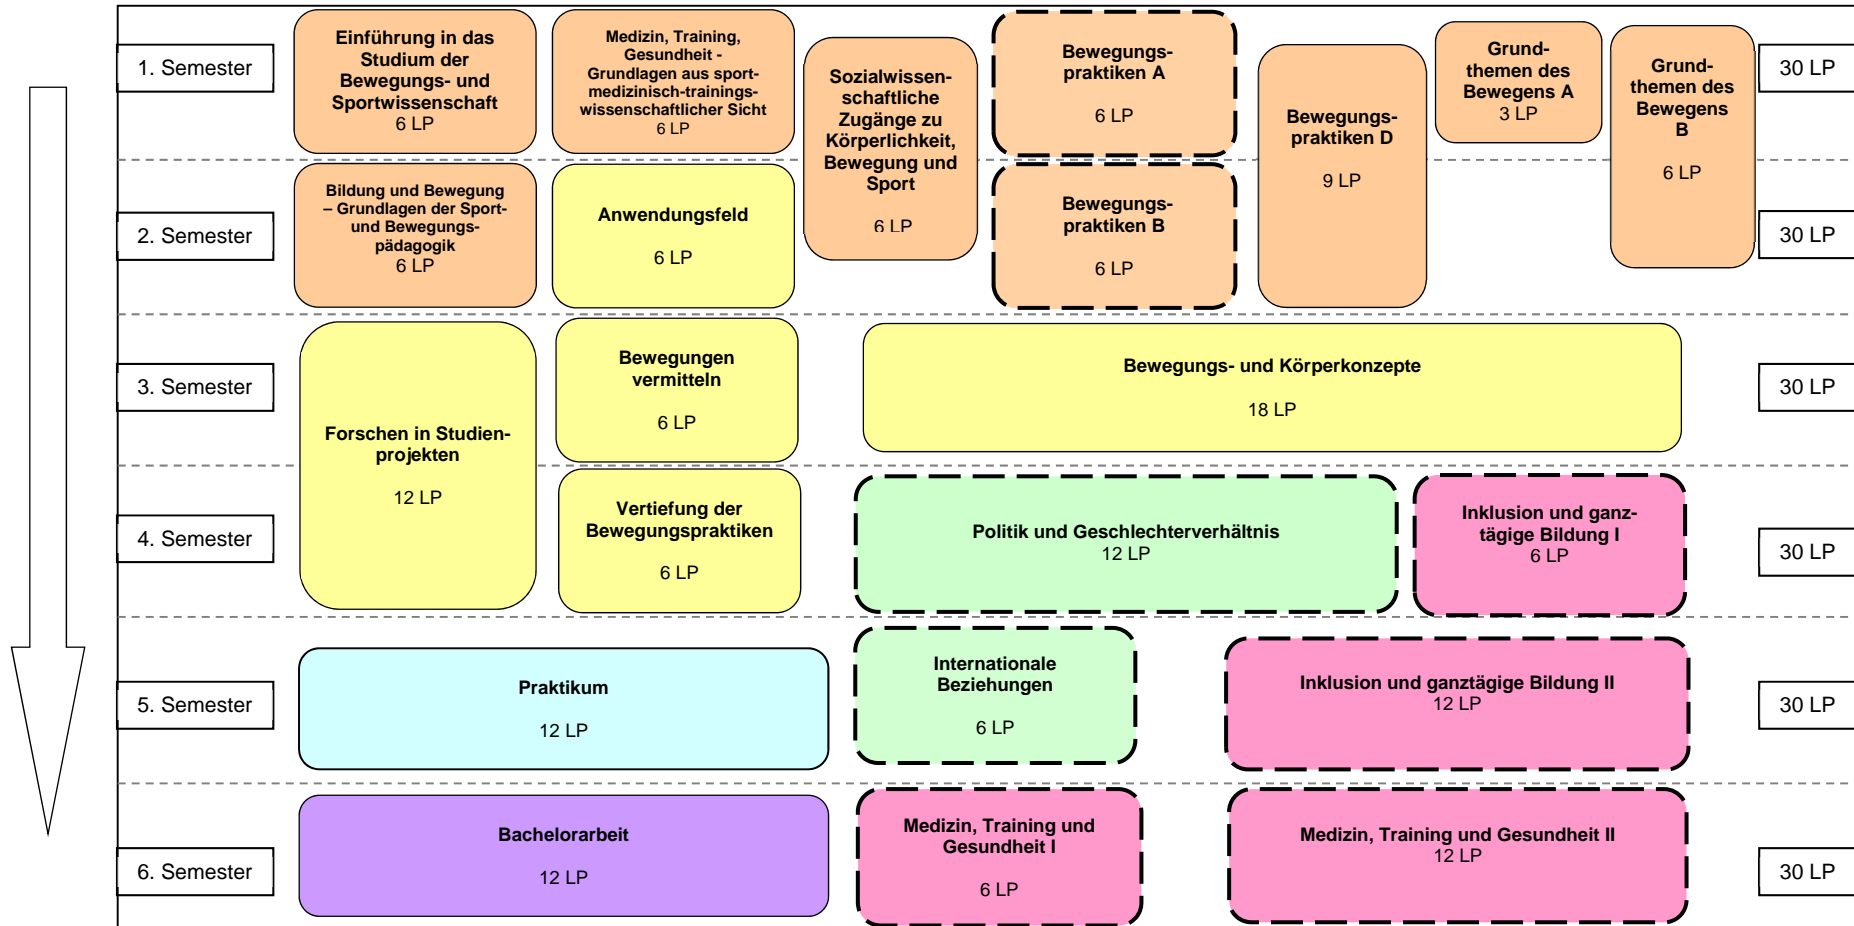 1. Semester
Einführung in das
Studium der
Bewegungs- und
Sportwissenschaft
6 LP
Medizin, Training,
Gesundheit -
Grundlagen aus sport-
medizinisch-trainings-
wissenschaftlicher Sicht
6 LP
Sozialwissen-
schaftliche
Zugänge zu
Körperlichkeit,
Bewegung und
Sport
6 LP
Bewegungs-
praktiken A
6 LP
Bewegungs-
praktiken D
9 LP
Grund-
themen des
Bewegens A
3 LP
Grund-
themen des
Bewegens
B
6 LP
30 LP
2. Semester
Bildung und Bewegung
– Grundlagen der Sport-
und Bewegungs-
pädagogik
6 LP
Anwendungsfeld
6 LP
Bewegungs-
praktiken B
6 LP
30 LP
3. Semester
Forschen in Studien-
projekten
12 LP
Bewegungen
vermitteln
6 LP
Bewegungs- und Körperkonzepte
18 LP
30 LP
4. Semester
Vertiefung der
Bewegungspraktiken
6 LP
Politik und Geschlechterverhältnis
12 LP
Inklusion und ganz-
tägige Bildung I
6 LP
30 LP
5. Semester
Praktikum
12 LP
Internationale
Beziehungen
6 LP
Inklusion und ganztägige Bildung II
12 LP
30 LP
6. Semester
Bachelorarbeit
12 LP
Medizin, Training und
Gesundheit I
6 LP
Medizin, Training und Gesundheit II
12 LP
30 LP